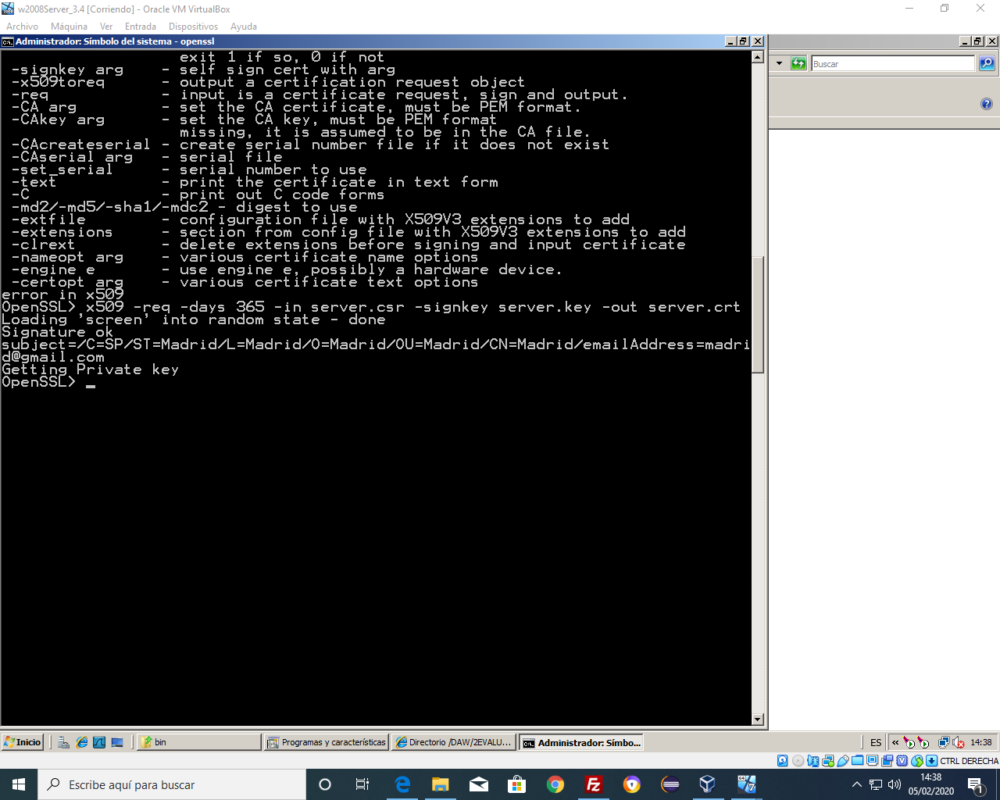 w2008Server_3.4 [Corriendo] - Oracle VM VirtualBox
Archivo Máquina Ver Entrada Dispositivos Ayuda
Administrador: Símbolo del sistema - openssl
exit 1 if so, 0 if not
-signkey arg - self sign cert with arg
-x509toreq - output a certification request object
-req - input is a certificate request, sign and output.
-CA arg - set the CA certificate, must be PEM format.
-CAkey arg - set the CA key, must be PEM format
missing, it is assumed to be in the CA file.
-CAcreateserial - create serial number file if it does not exist
-CAserial arg - serial file
-set_serial - serial number to use
-text - print the certificate in text form
-C - print out C code forms
-md2/-md5/-sha1/-mdc2 - digest to use
-extfile - configuration file with X509V3 extensions to add
-extensions - section from config file with X509V3 extensions to add
-clrext - delete extensions before signing and input certificate
-nameopt arg - various certificate name options
-engine e - use engine e, possibly a hardware device.
-certopt arg - various certificate text options
error in x509
OpenSSL> x509 -req -days 365 -in server.csr -signkey server.key -out server.crt
Loading 'screen' into random state - done
Signature ok
subject=/C=SP/ST=Madrid/L=Madrid/O=Madrid/OU=Madrid/CN=Madrid/emailAddress=madri
d@gmail.com
Getting Private key
OpenSSL> _
Buscar
Inicio bin Programas y características Directorio /DAW/2EVALU... Administrador: Símbo... ES « 14:38
CTRL DERECHA
Escribe aquí para buscar
14:38
05/02/2020
1